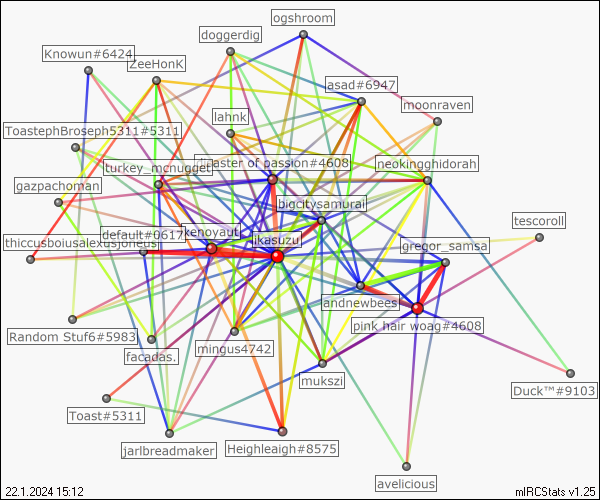 ogshroom
doggerdig
Knowun#6424
ZeeHonK
asad#6947
moonraven
lahnk
ToastephBroseph5311#5311
turkey_mcnugget
master of passion#4608
neokingghidorah
gazpachoman
bigcitysamurai
tescoroll
default#0617
kenoyaut
ikasuzu
thiccusboiusalexusjoneus
gregor_samsa
andnewbees
pink hair woag#4608
Random Stuf6#5983
facadas.
mingus4742
mukszi
Duck™#9103
Toast#5311
jarlbreadmaker
Heighleaigh#8575
avelicious
22.1.2024 15:12
mIRCStats v1.25